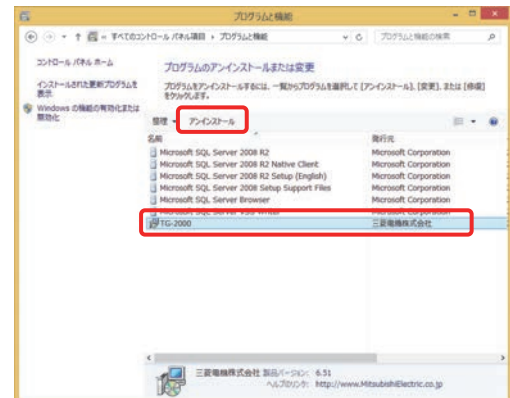 プログラムと機能
すべてのコントロール パネル項目 › プログラムと機能
プログラムと機能の検索
コントロール パネル ホーム
インストールされた更新プログラムを
表示
Windows の機能の有効化または
無効化
プログラムのアンインストールまたは変更
プログラムをアンインストールするには、一覧からプログラムを選択して [アンインストール]、[変更]、または [修復]
をクリックします。
整理 アンインストール
名前 発行元
Microsoft SQL Server 2008 R2 Microsoft Corporation
Microsoft SQL Server 2008 R2 Native Client Microsoft Corporation
Microsoft SQL Server 2008 R2 Setup (English) Microsoft Corporation
Microsoft SQL Server 2008 Setup Support Files Microsoft Corporation
Microsoft SQL Server Browser Microsoft Corporation
Microsoft SQL Server VSS Writer Microsoft Corporation
TG-2000 三菱電機株式会社
三菱電機株式会社 製品バージョン: 6.51
ヘルプのリンク: http://www.MitsubishiElectric.co.jp